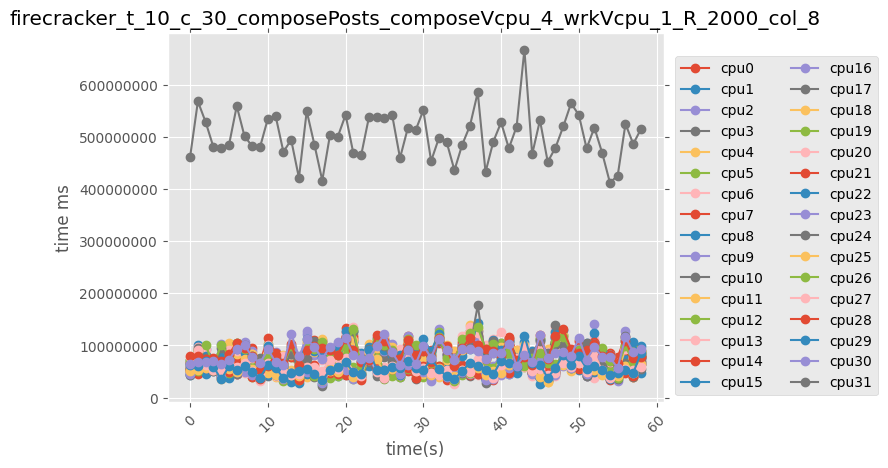 firecracker_t_10_c_30_composePosts_composeVcpu_4_wrkVcpu_1_R_2000_col_8
time ms
600000000
500000000
400000000
300000000
200000000
100000000
0
0
10
20
30
40
50
60
time(s)
cpu0
cpu1
cpu2
cpu3
cpu4
cpu5
cpu6
cpu7
cpu8
cpu9
cpu10
cpu11
cpu12
cpu13
cpu14
cpu15
cpu16
cpu17
cpu18
cpu19
cpu20
cpu21
cpu22
cpu23
cpu24
cpu25
cpu26
cpu27
cpu28
cpu29
cpu30
cpu31